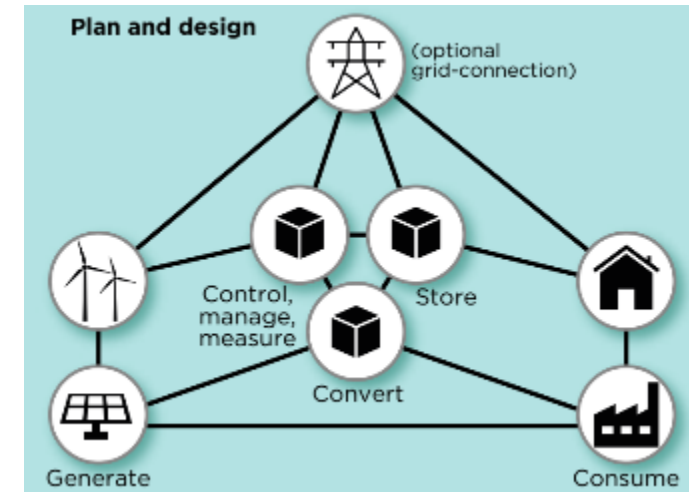 Plan and design
(optional
grid-connection)
Control,
manage,
measure
Store
Convert
Generate
Consume